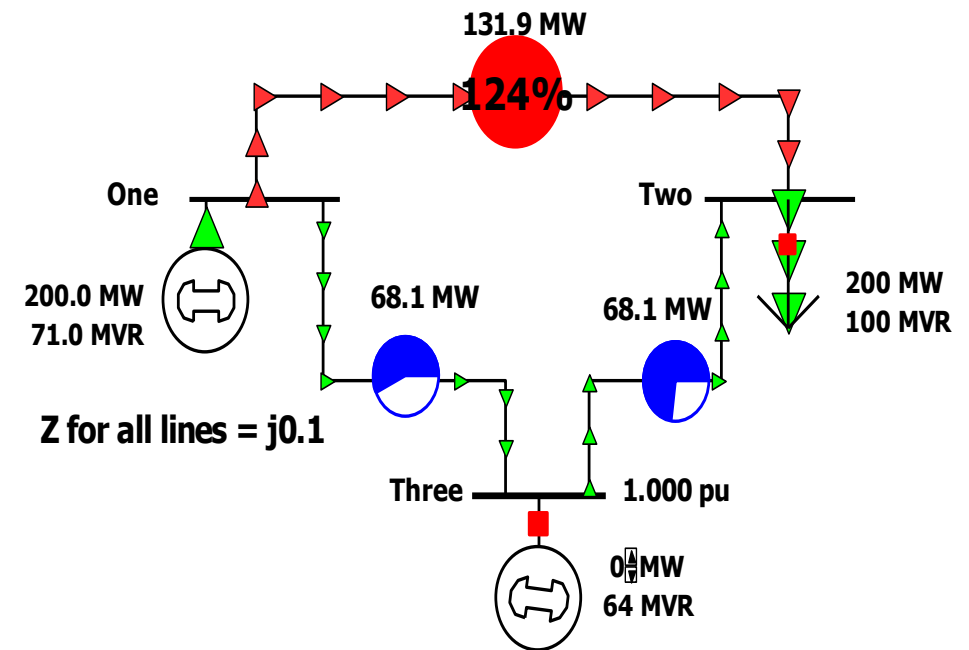 131.9 MW
124%
One
Two
200.0 MW
71.0 MVR
68.1 MW
68.1 MW
200 MW
100 MVR
Z for all lines = j0.1
Three
1.000 pu
0 MW
64 MVR